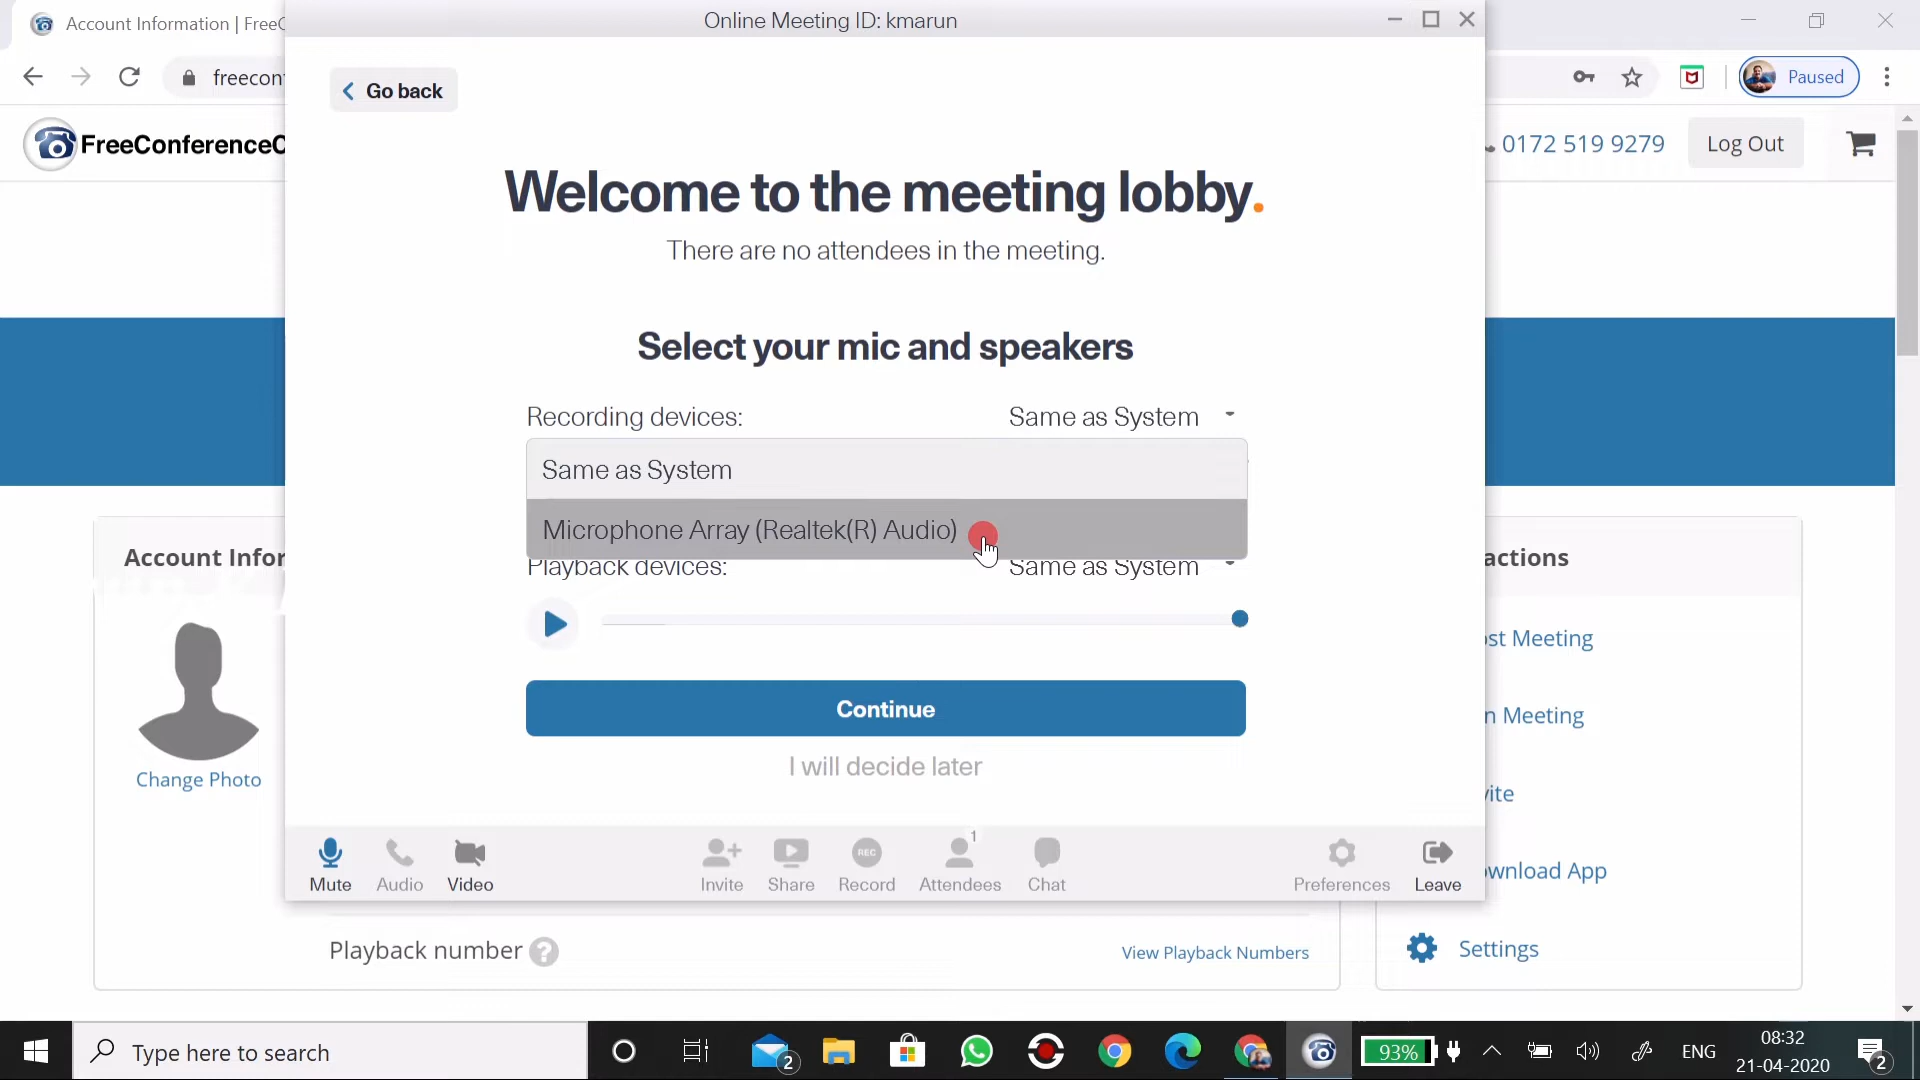 Account Information | FreeC
Online Meeting ID: kmarun
freecon
Paused
Go back
FreeConferenceC
0172 519 9279
Log Out
Welcome to the meeting lobby.
There are no attendees in the meeting.
Select your mic and speakers
Recording devices:
Same as System
Same as System
Microphone Array (Realtek(R) Audio)
Playback devices:
Same as System
Continue
I will decide later
Account Infor
Change Photo
actions
st Meeting
n Meeting
ite
wnload App
Settings
Mute
Audio
Video
Invite
Share
REC
Record
1
Attendees
Chat
Preferences
Leave
Playback number ?
View Playback Numbers
Type here to search
2
93%
ENG
08:32
21-04-2020
2